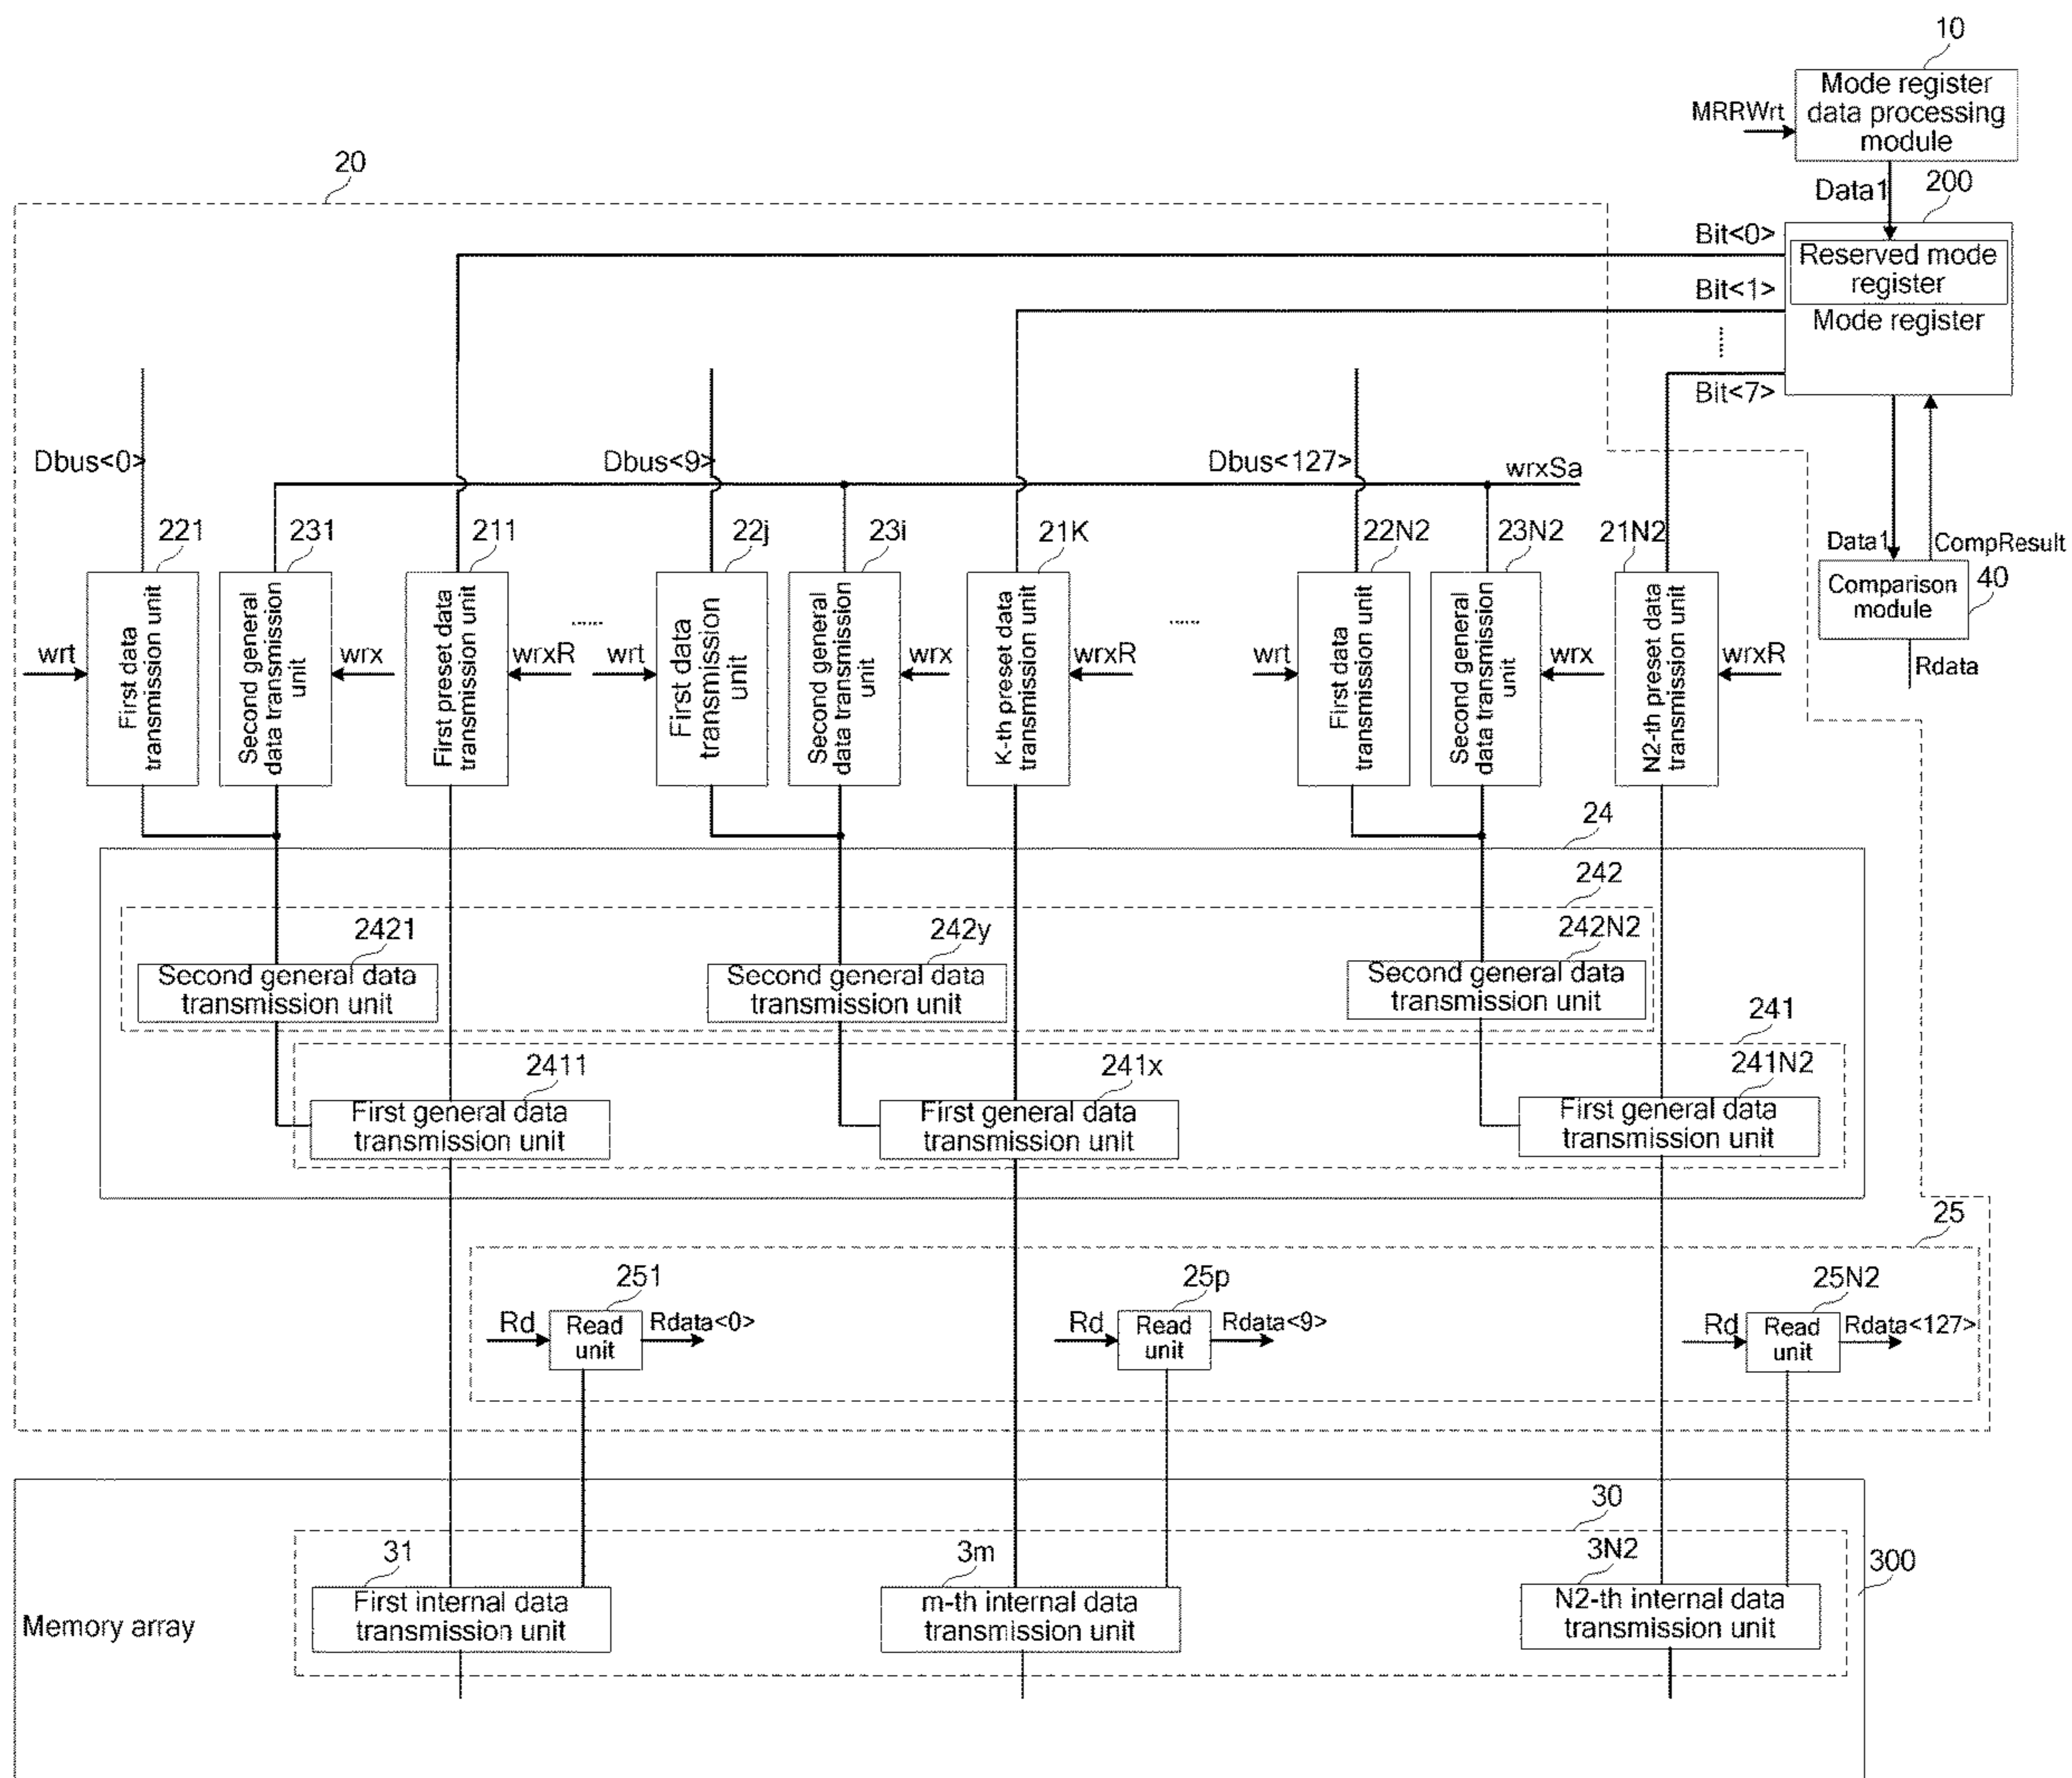 10
Mode register
data processing
module
MRRWrt
20
Data1
200
Bit<0>
Reserved mode
register
Bit<1>
Mode register
......
Bit<7>
Dbus<0>
Dbus<9>
Dbus<127>
wrxSa
221
231
211
22j
23i
21K
22N2
23N2
21N2
Data1
CompResult
40
Comparison
module
Rdata
First data
transmission unit
Second general
data transmission
unit
First preset data
transmission unit
First data
transmission
unit
Second general
data transmission
unit
K-th preset data
transmission unit
First data
transmission unit
Second general
data transmission
unit
N2-th preset data
transmission unit
......
......
wrt
wrx
wrxR
wrt
wrx
wrxR
wrt
wrx
wrxR
24
242
2421
242y
242N2
Second general data
transmission unit
Second general data
transmission unit
Second general data
transmission unit
241
2411
241x
241N2
First general data
transmission unit
First general data
transmission unit
First general data
transmission unit
25
251
25p
25N2
Rd
Read
unit
Rdata<0>
Rd
Read
unit
Rdata<9>
Rd
Read
unit
Rdata<127>
30
31
3m
3N2
300
First internal data
transmission unit
m-th internal data
transmission unit
N2-th internal data
transmission unit
Memory array